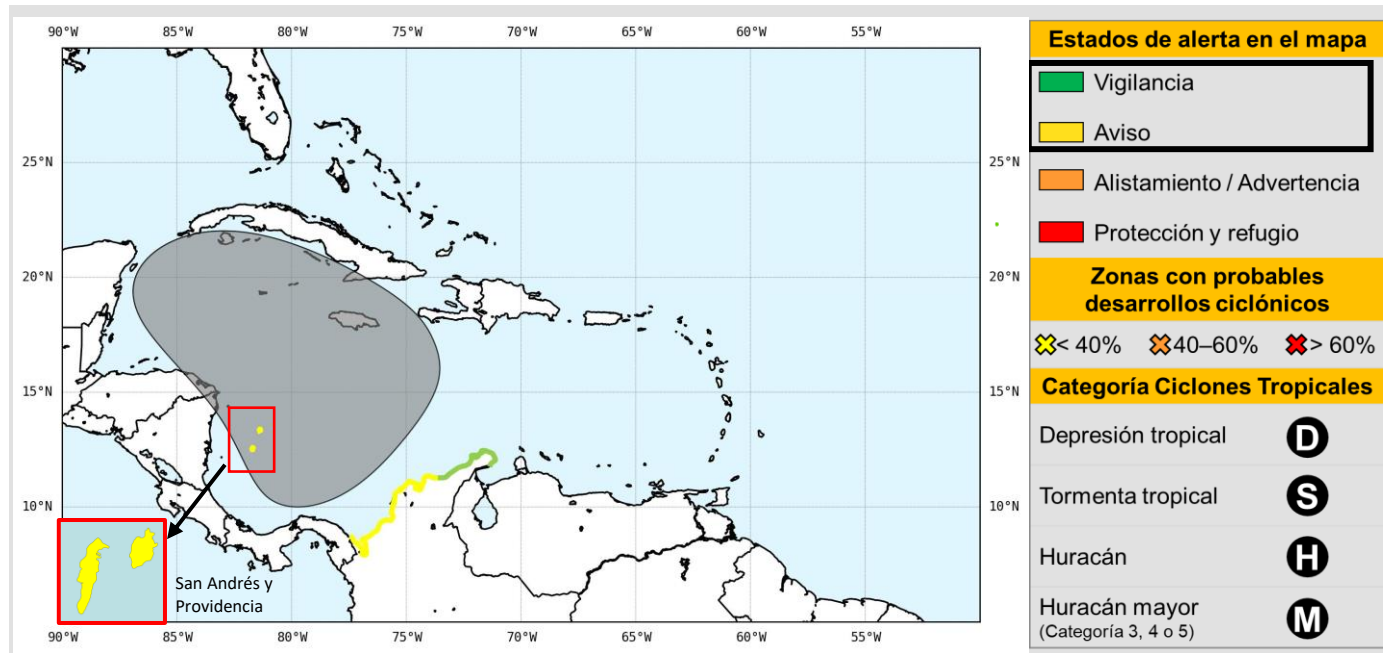 90°W 85°W 80°W 75°W 70°W 65°W 60°W 55°W
25°N 25°N
20°N 20°N
15°N 15°N
10°N 10°N
San Andrés y
Providencia
90°W 85°W 80°W 75°W 70°W 65°W 60°W 55°W
Estados de alerta en el mapa
Vigilancia
Aviso
Alistamiento / Advertencia
Protección y refugio
Zonas con probables
desarrollos ciclónicos
< 40% 40–60% > 60%
Categoría Ciclones Tropicales
Depresión tropical D
Tormenta tropical S
Huracán H
Huracán mayor M
(Categoría 3, 4 o 5)